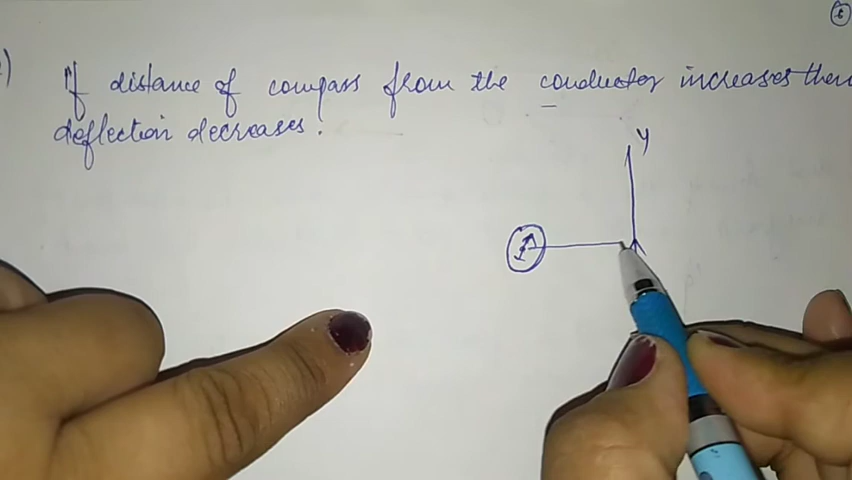 If distance of compass from the conductor increases then
deflection decreases.
y